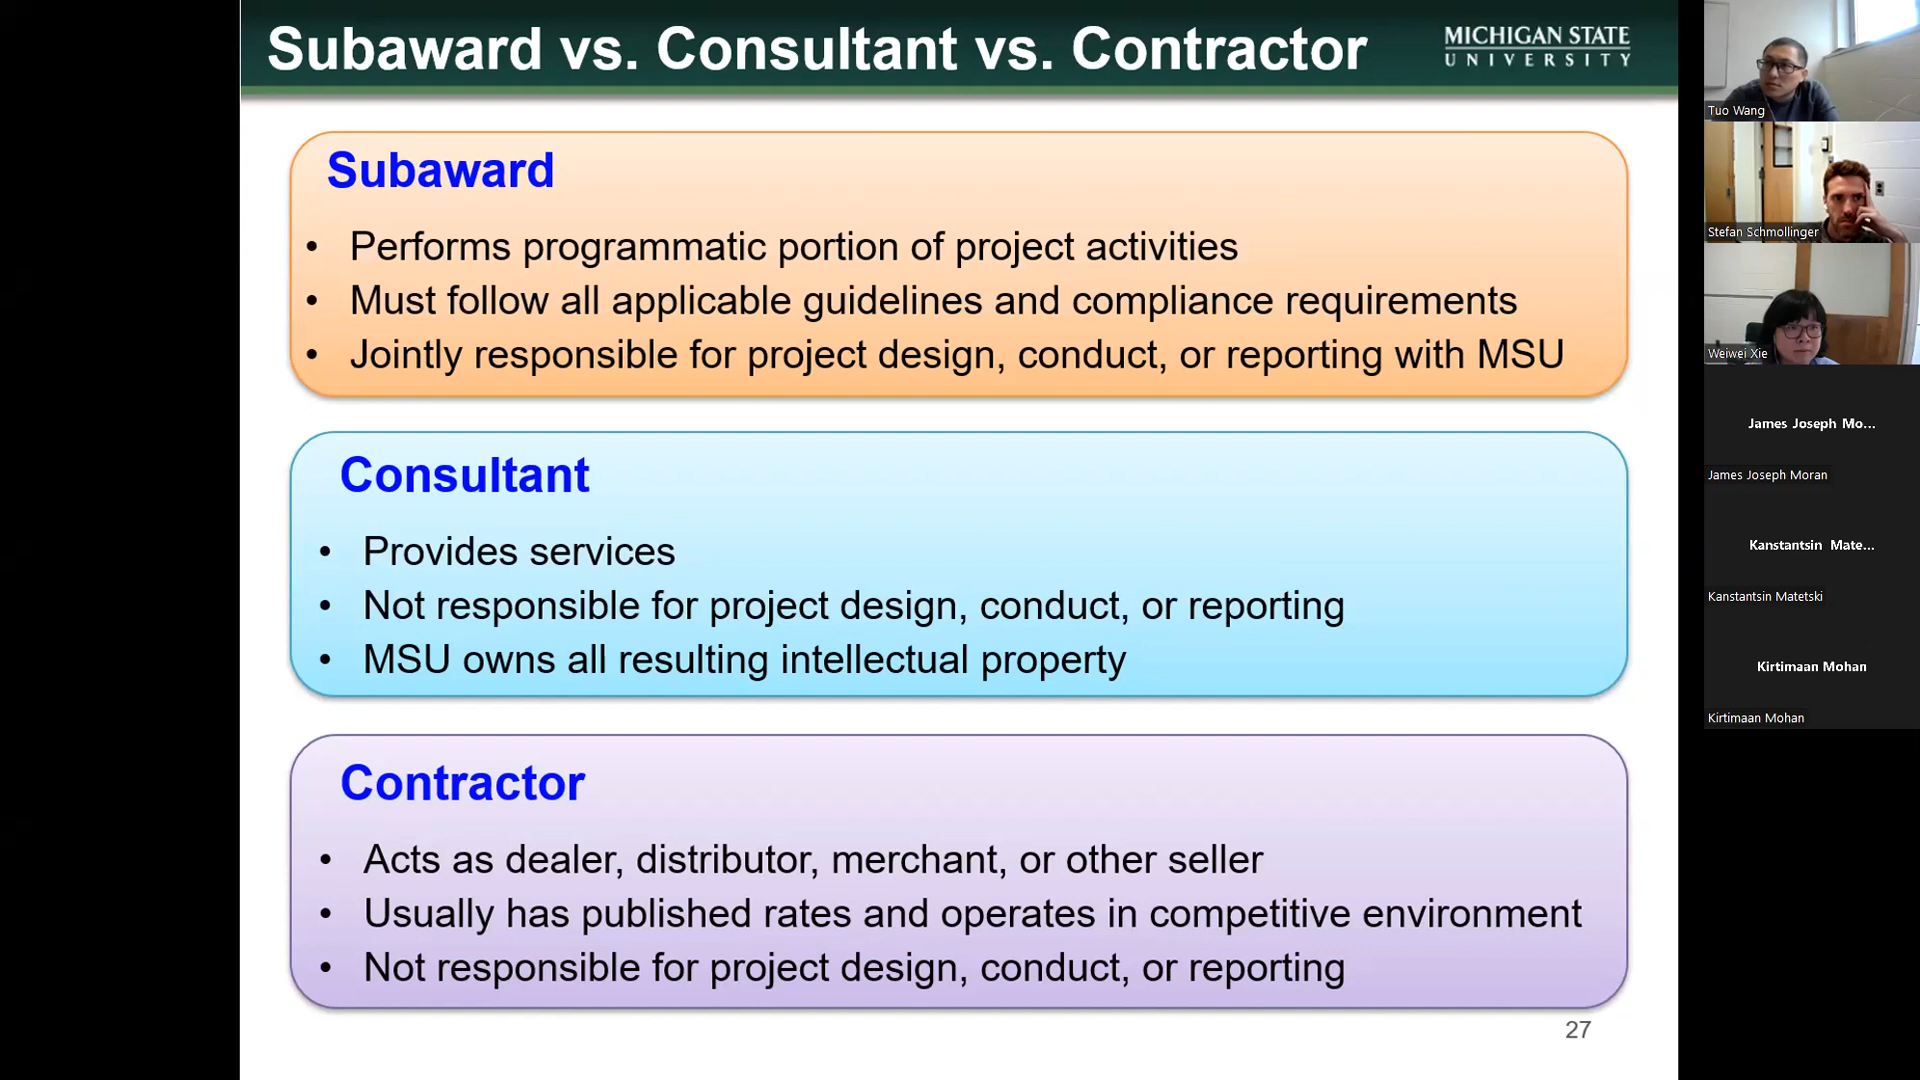 Subaward vs. Consultant vs. Contractor
MICHIGAN STATE
UNIVERSITY
Subaward
• Performs programmatic portion of project activities
• Must follow all applicable guidelines and compliance requirements
• Jointly responsible for project design, conduct, or reporting with MSU
Consultant
• Provides services
• Not responsible for project design, conduct, or reporting
• MSU owns all resulting intellectual property
Contractor
• Acts as dealer, distributor, merchant, or other seller
• Usually has published rates and operates in competitive environment
• Not responsible for project design, conduct, or reporting
27
Tuo Wang
Stefan Schmollinger
Weiwei Xie
James Joseph Mo...
James Joseph Moran
Kanstantsin Mate...
Kanstantsin Matetski
Kirtimaan Mohan
Kirtimaan Mohan